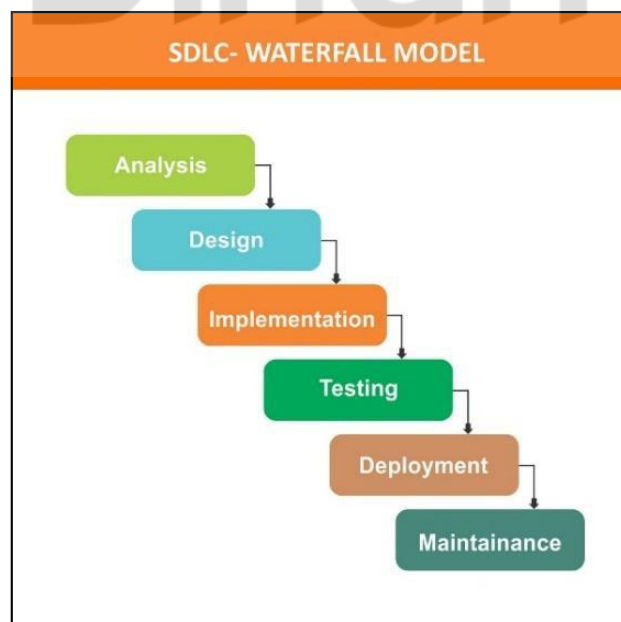 SDLC- WATERFALL MODEL
Analysis
Design
Implementation
Testing
Deployment
Maintainance